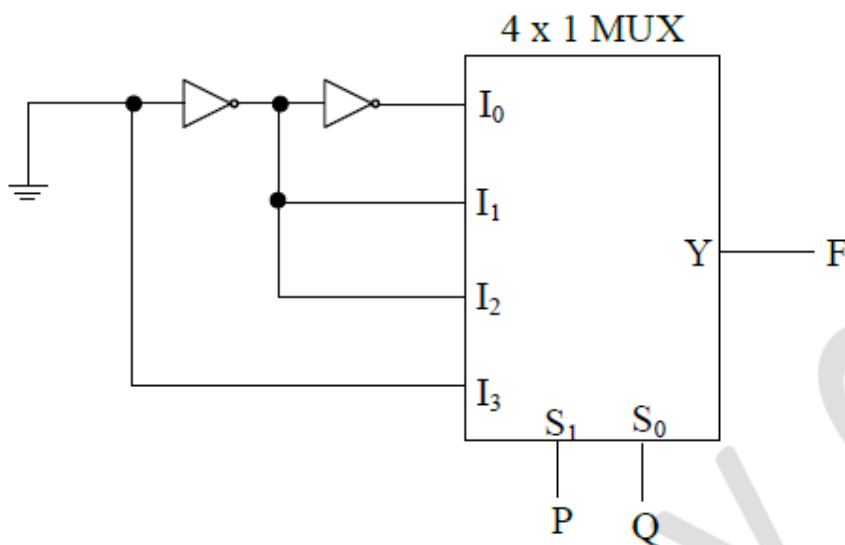 4 x 1 MUX
I₀
I₁
Y F
I₂
I₃
S₁ S₀
P Q